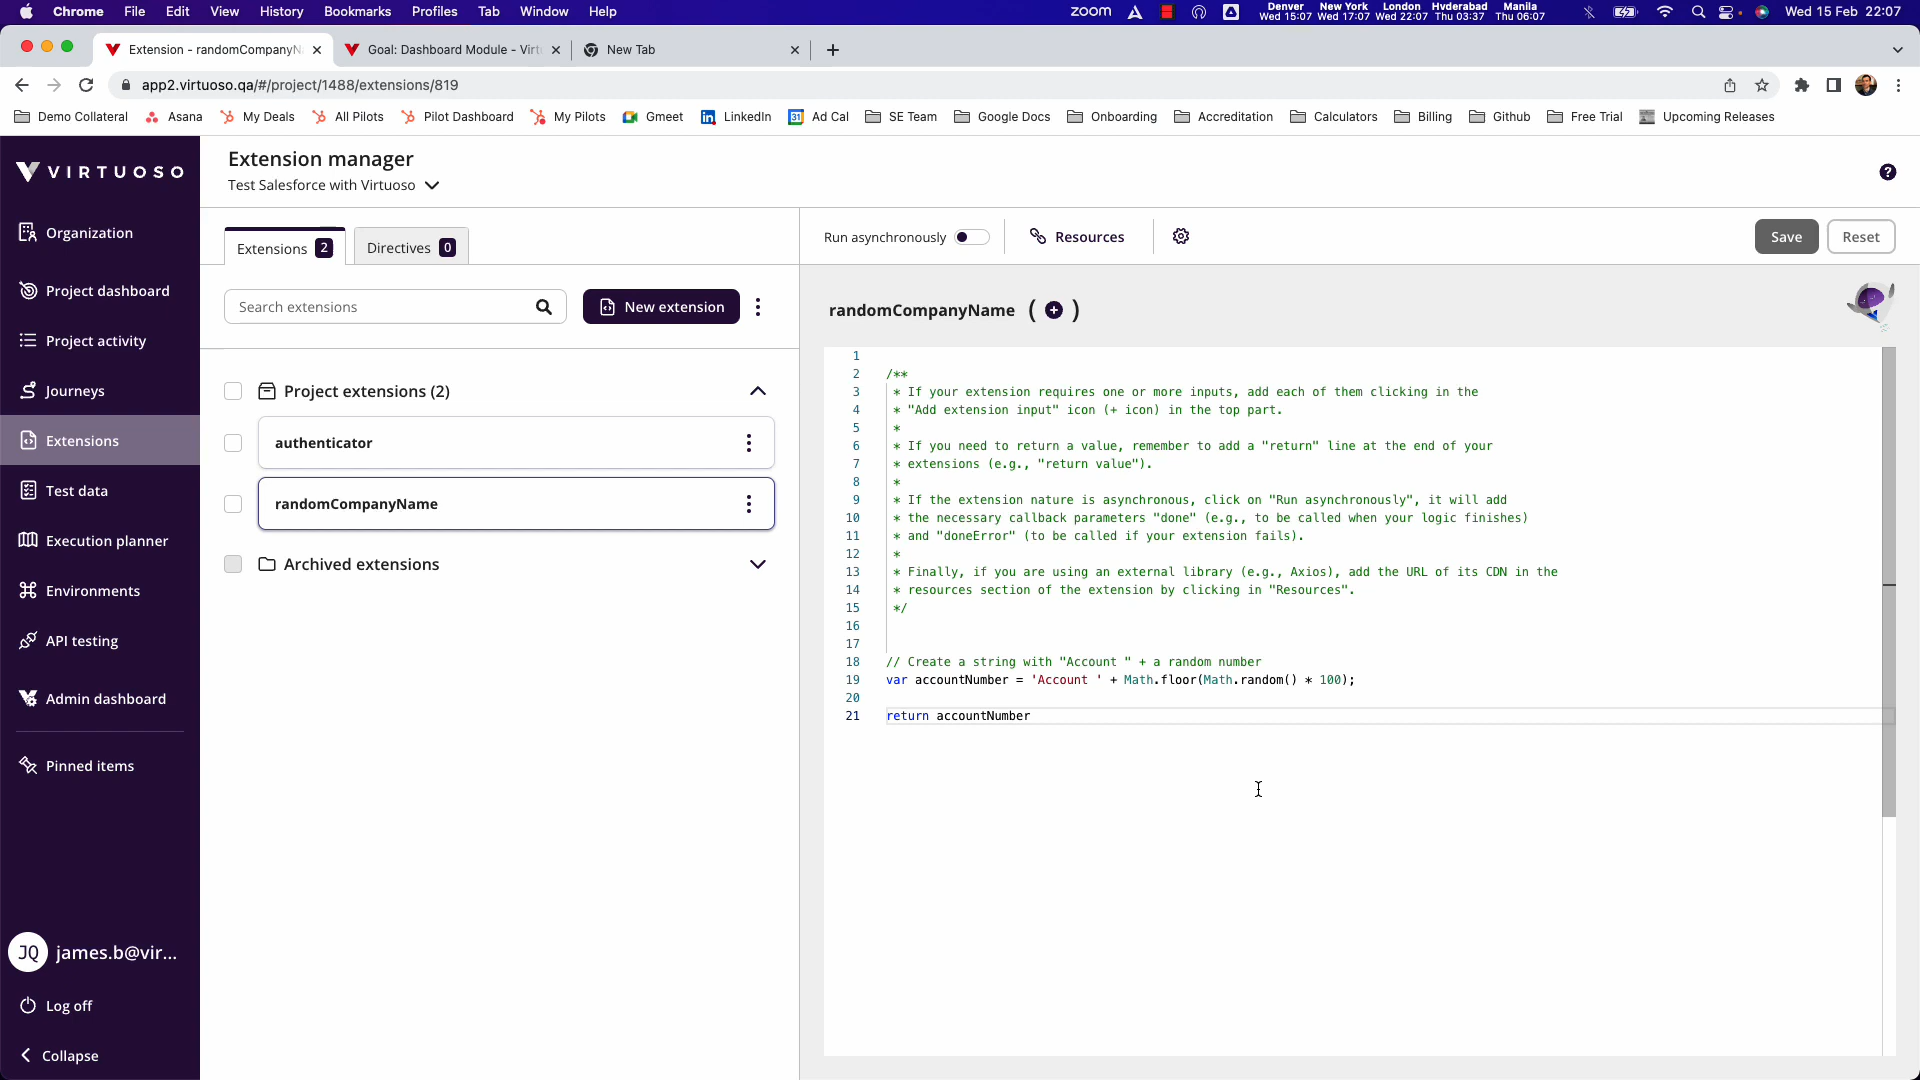 Chrome File Edit View History Bookmarks Profiles Tab Window Help
zoom
Denver New York London Hyderabad Manila
Wed 15:07 Wed 17:07 Wed 22:07 Thu 03:37 Thu 06:07
Wed 15 Feb 22:07
Extension - randomCompanyN
Goal: Dashboard Module - Virt
New Tab
app2.virtuoso.qa/#/project/1488/extensions/819
Demo Collateral Asana My Deals All Pilots Pilot Dashboard My Pilots Gmeet LinkedIn 31 Ad Cal SE Team Google Docs Onboarding Accreditation Calculators Billing Github Free Trial Upcoming Releases
VIRTUOSO
Organization
Project dashboard
Project activity
Journeys
Extensions
Test data
Execution planner
Environments
API testing
Admin dashboard
Pinned items
JQ james.b@vir...
Log off
Collapse
Extension manager
Test Salesforce with Virtuoso
?
Extensions 2
Directives 0
Search extensions
New extension
Project extensions (2)
authenticator
randomCompanyName
Archived extensions
Run asynchronously
Resources
Save
Reset
randomCompanyName ( + )
1
2 /**
3 * If your extension requires one or more inputs, add each of them clicking in the
4 * "Add extension input" icon (+ icon) in the top part.
5 *
6 * If you need to return a value, remember to add a "return" line at the end of your
7 * extensions (e.g., "return value").
8 *
9 * If the extension nature is asynchronous, click on "Run asynchronously", it will add
10 * the necessary callback parameters "done" (e.g., to be called when your logic finishes)
11 * and "doneError" (to be called if your extension fails).
12 *
13 * Finally, if you are using an external library (e.g., Axios), add the URL of its CDN in the
14 * resources section of the extension by clicking in "Resources".
15 */
16
17
18 // Create a string with "Account " + a random number
19 var accountNumber = 'Account ' + Math.floor(Math.random() * 100);
20
21 return accountNumber